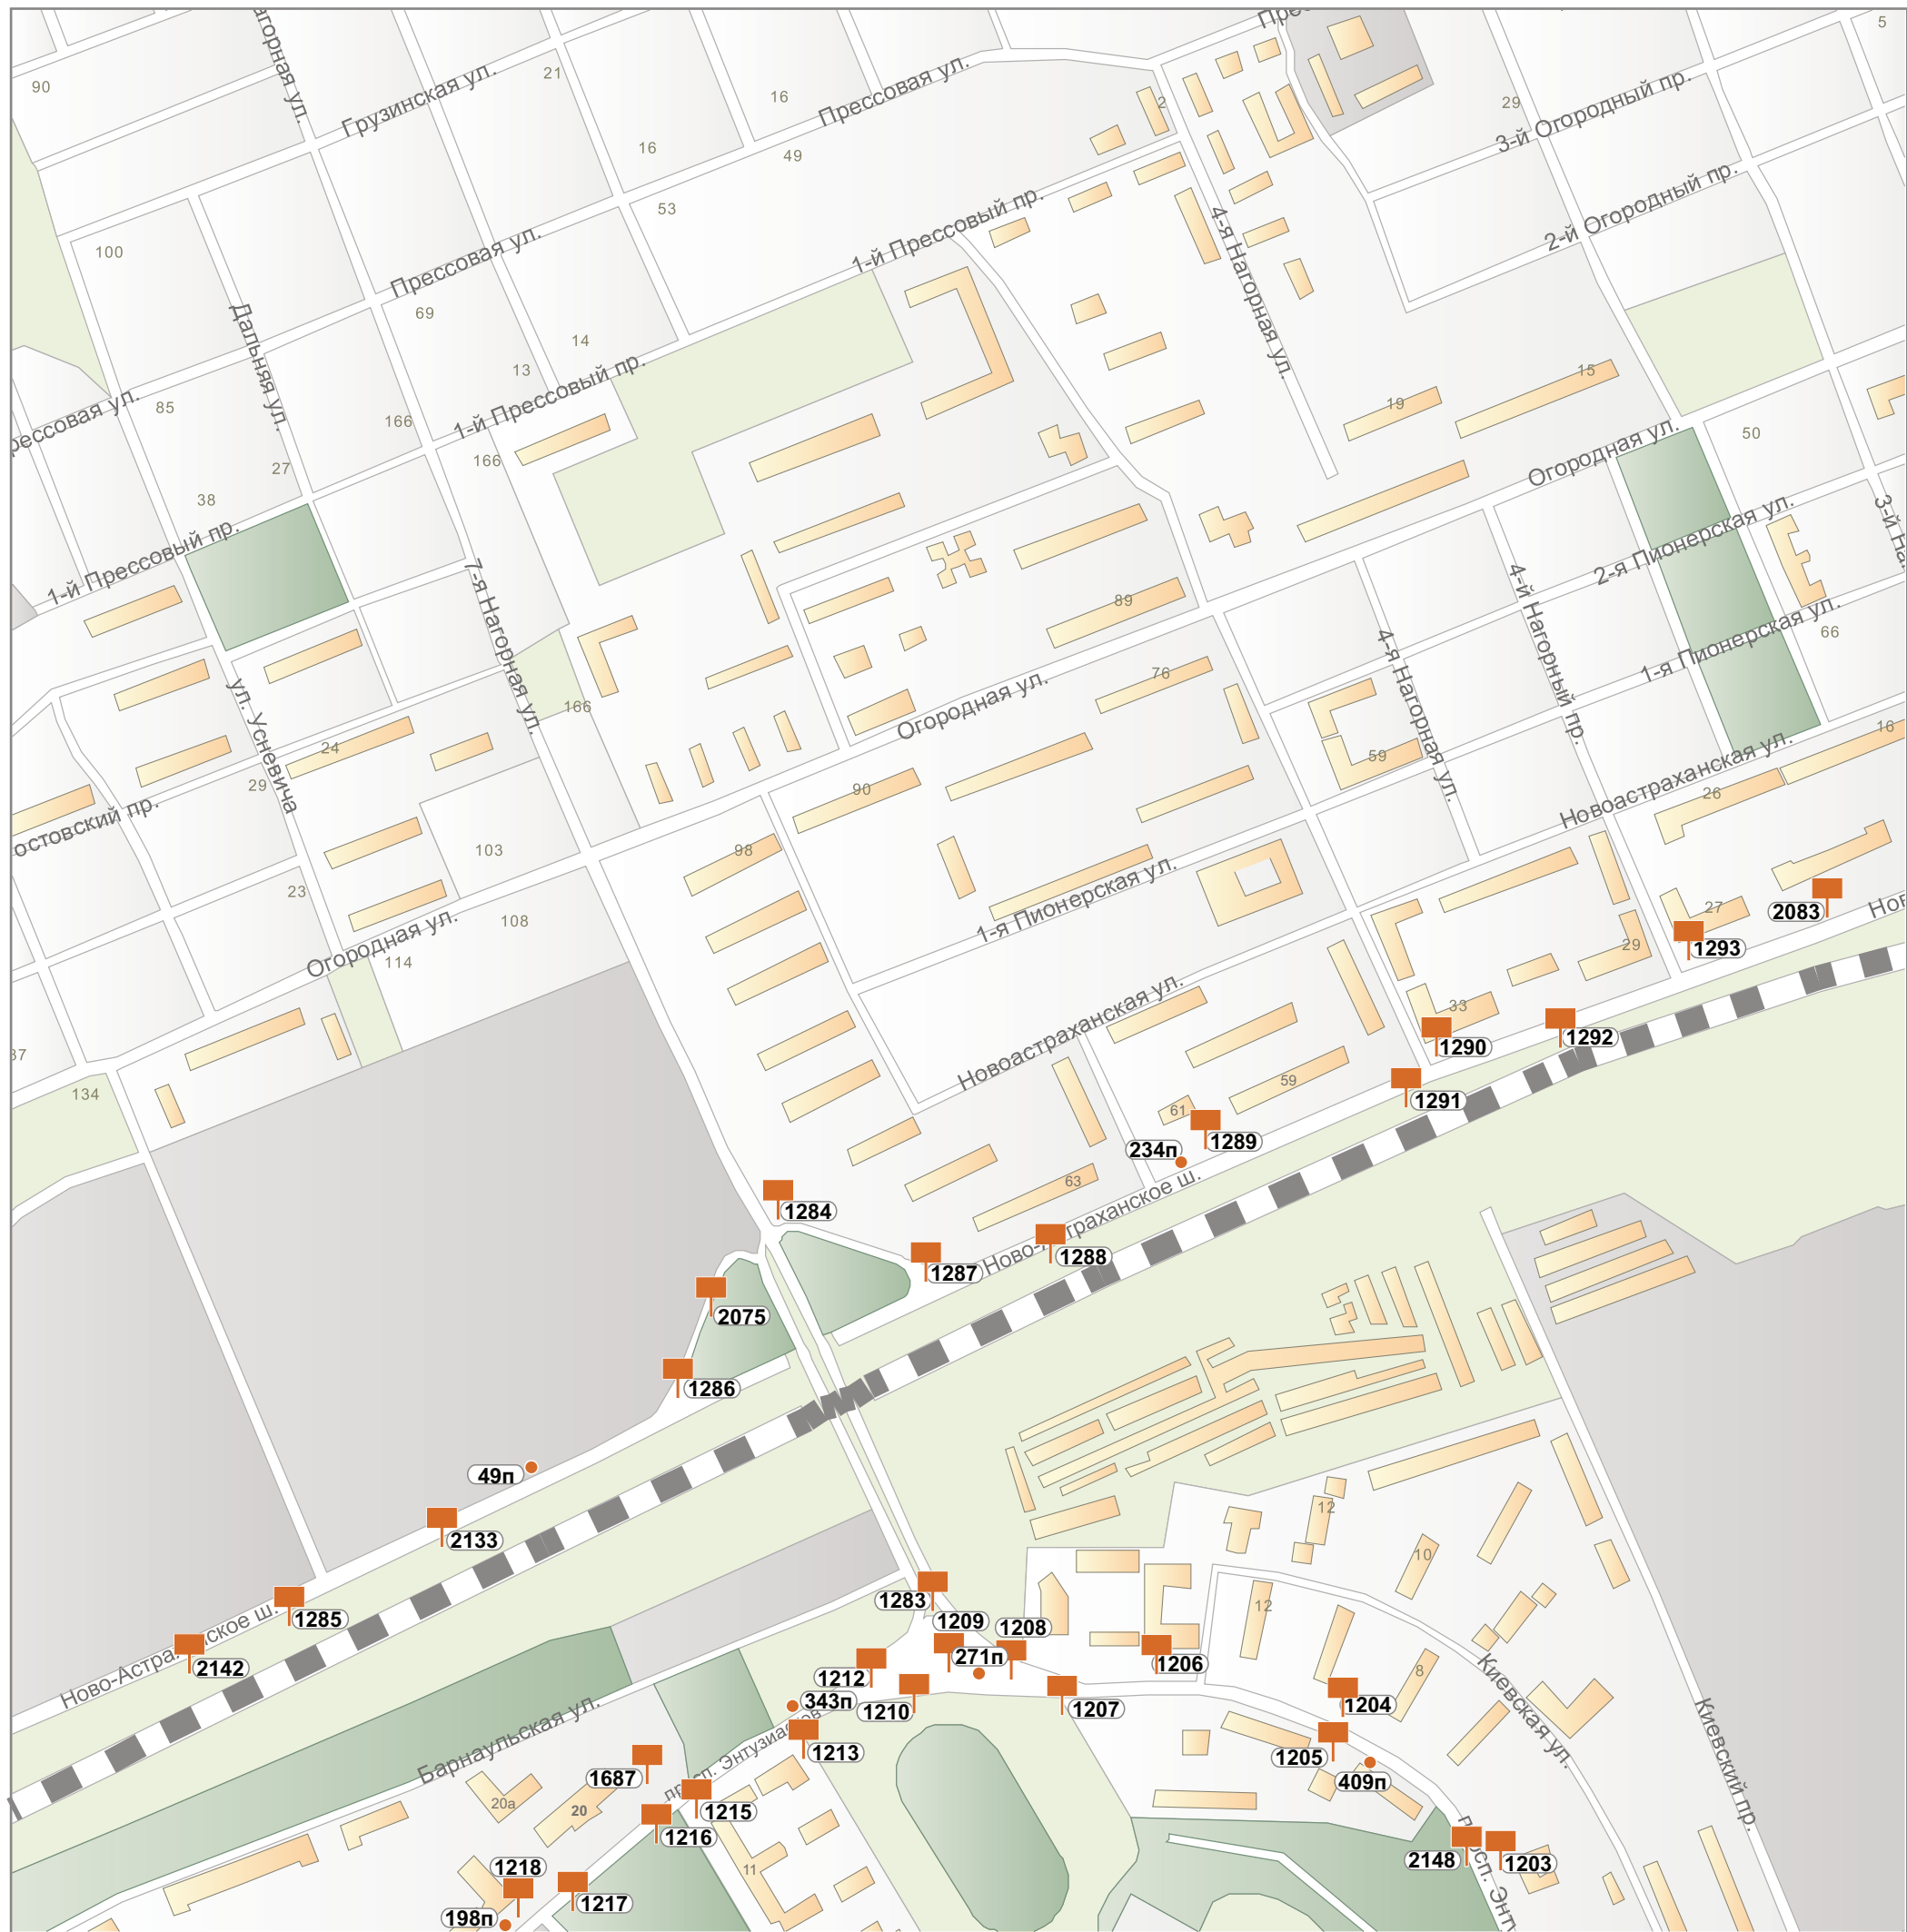 5
90
21
16
16
49
53
2
29
Грузинская ул.
Прессовая ул.
3-й Огородный пр.
2-й Огородный пр.
1-й Прессовый пр.
4-я Нагорная ул.
100
Прессовая ул.
69
Дальняя ул.
14
13
15
19
85
166
166
1-й Прессовый пр.
27
38
50
Огородная ул.
2-я Пионерская ул.
1-й Прессовый пр.
7-я Нагорная ул.
89
4-й Нагорный пр.
1-я Пионерская ул.
66
4-я Нагорная ул.
76
Огородная ул.
166
ул. Усневича
24
29
59
16
Новоастраханская ул.
26
90
103
98
23
108
Огородная ул.
114
1-я Пионерская ул.
27
2083
1293
29
33
1290
1292
Новоастраханская ул.
59
1291
134
61
1289
234п
63
Ново-Астраханское ш.
1284
1287
1288
2075
1286
49п
2133
12
10
12
1283
1209
1208
271п
1206
1285
Ново-Астраханское ш.
2142
1212
343п
1210
1207
1204
8
Киевская ул.
Киевский пр.
1213
1205
409п
Барнаульская ул.
просп. Энтузиастов
1687
20а
20
1215
1216
11
1218
1217
198п
2148
1203